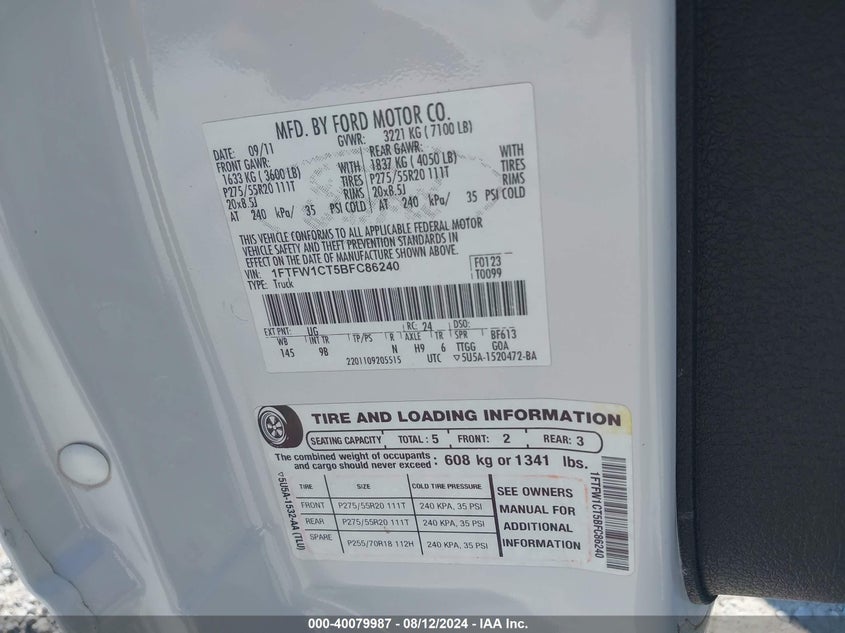 MFD. BY FORD MOTOR CO.
DATE: 09/11 GVWR: 3221 KG ( 7100 LB)
FRONT GAWR: REAR GAWR:
1633 KG ( 3600 LB) WITH 1837 KG ( 4050 LB) WITH
P275/55R20 111T TIRES P275/55R20 111T TIRES
20x8.5J RIMS 20x8.5J RIMS
AT 240 kPa/ 35 PSI COLD AT 240 kPa/ 35 PSI COLD
THIS VEHICLE CONFORMS TO ALL APPLICABLE FEDERAL MOTOR
VEHICLE SAFETY AND THEFT PREVENTION STANDARDS IN
EFFECT ON THE DATE OF MANUFACTURE SHOWN ABOVE.
VIN: 1FTFW1CT5BFC86240 F0123
TYPE: Truck T0099
EXT PNT: UG RC: 24 DSO:
WB INT TR TP/PS R AXLE TR SPR BF613
145 9B N H9 6 TTGG GOA
2201109205515 UTC ▽5U5A-1520472-BA
TIRE AND LOADING INFORMATION
SEATING CAPACITY TOTAL : 5 FRONT: 2 REAR: 3
The combined weight of occupants and cargo should never exceed : 608 kg or 1341 lbs.
TIRE SIZE COLD TIRE PRESSURE
FRONT P275/55R20 111T 240 KPA, 35 PSI
REAR P275/55R20 111T 240 KPA, 35 PSI
SPARE P255/70R18 112H 240 KPA, 35 PSI
SEE OWNERS
MANUAL FOR
ADDITIONAL
INFORMATION
▽5U5A-1532-AA (TLU)
1FTFW1CT5BFC86240
000-40079987 - 08/12/2024 - IAA Inc.